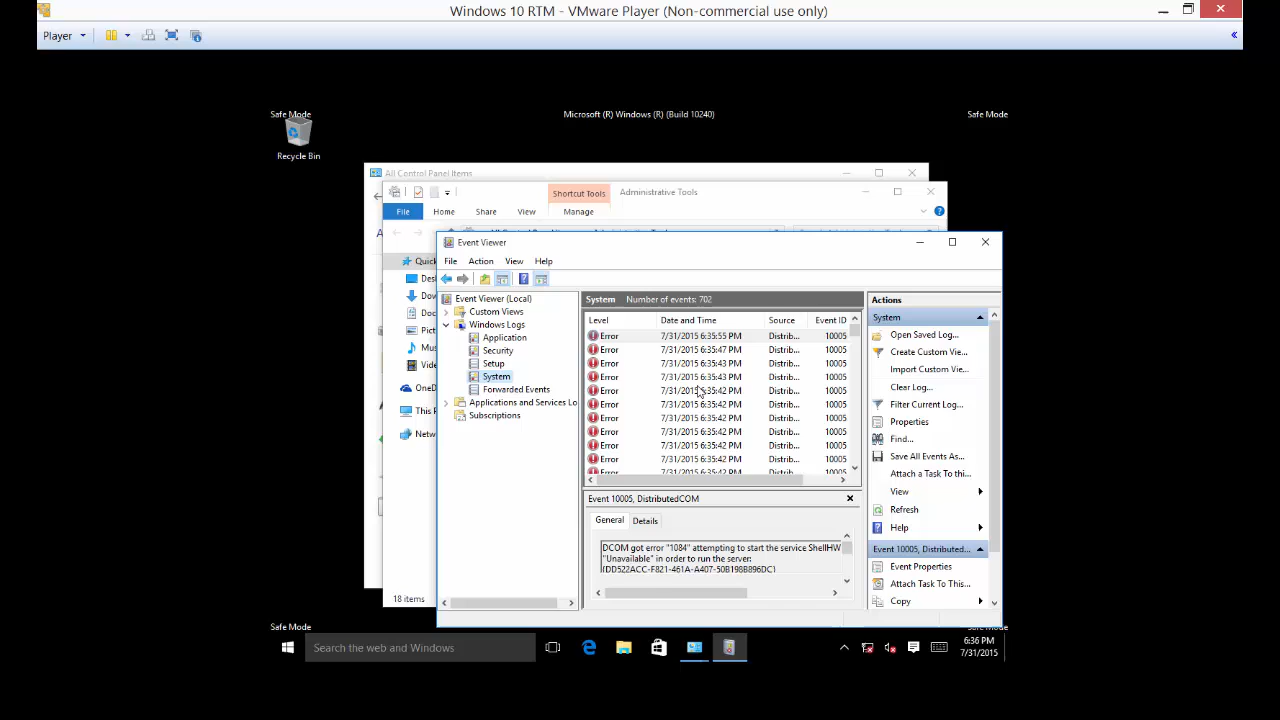 Windows 10 RTM - VMware Player (Non-commercial use only)
Player
Safe Mode
Microsoft (R) Windows (R) (Build 10240)
Safe Mode
Recycle Bin
All Control Panel Items
Shortcut Tools
Administrative Tools
File
Home
Share
View
Manage
Quick
Des
Dov
Doc
Pict
Mus
Vide
OneD
This P
Netw
18 items
Event Viewer
File
Action
View
Help
Event Viewer (Local)
Custom Views
Windows Logs
Application
Security
Setup
System
Forwarded Events
Applications and Services Lo
Subscriptions
System Number of events: 702
Level Date and Time Source Event ID
Error 7/31/2015 6:35:55 PM Distrib... 10005
Error 7/31/2015 6:35:47 PM Distrib... 10005
Error 7/31/2015 6:35:43 PM Distrib... 10005
Error 7/31/2015 6:35:43 PM Distrib... 10005
Error 7/31/2015 6:35:42 PM Distrib... 10005
Error 7/31/2015 6:35:42 PM Distrib... 10005
Error 7/31/2015 6:35:42 PM Distrib... 10005
Error 7/31/2015 6:35:42 PM Distrib... 10005
Error 7/31/2015 6:35:42 PM Distrib... 10005
Error 7/31/2015 6:35:42 PM Distrib... 10005
Error 7/31/2015 6:35:42 PM Distrib... 10005
Event 10005, DistributedCOM
General
Details
DCOM got error "1084" attempting to start the service ShellHW
"Unavailable" in order to run the server:
{DD522ACC-F821-461A-A407-50B198B896DC}
Actions
System
Open Saved Log...
Create Custom Vie...
Import Custom Vie...
Clear Log...
Filter Current Log...
Properties
Find...
Save All Events As...
Attach a Task To thi...
View
Refresh
Help
Event 10005, Distributed...
Event Properties
Attach Task To This...
Copy
Safe Mode
Search the web and Windows
6:36 PM
7/31/2015